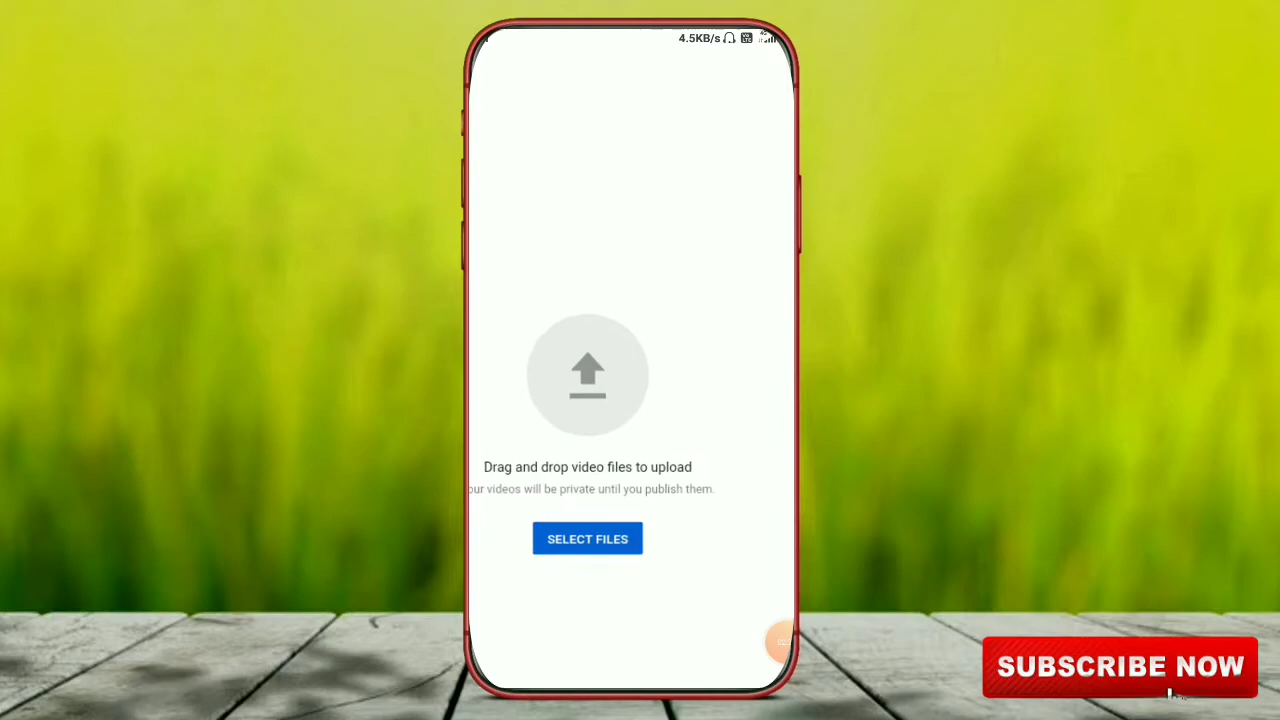 4.5KB/s
Drag and drop video files to upload
our videos will be private until you publish them.
SELECT FILES
SUBSCRIBE NOW